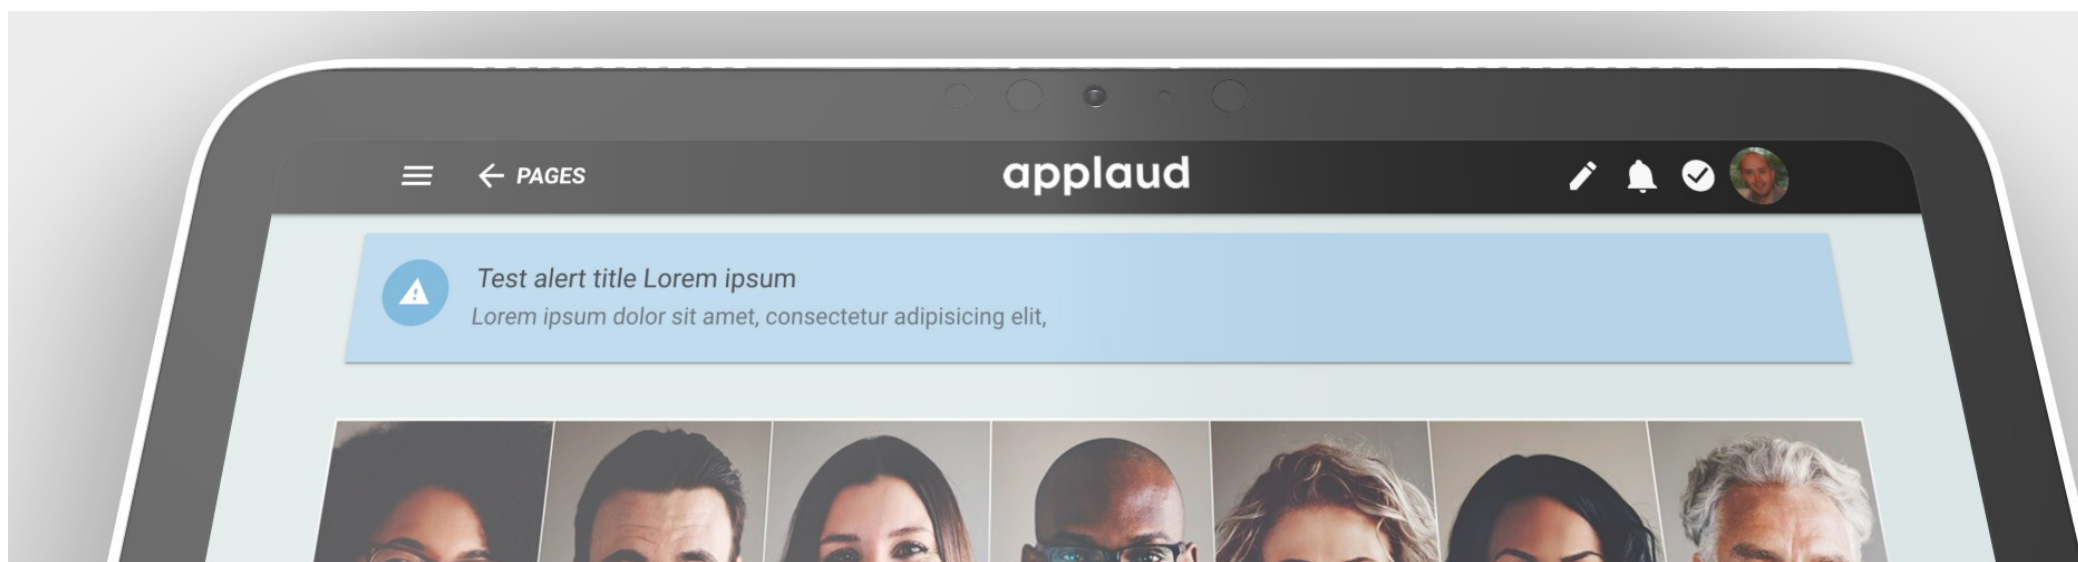 PAGES
applaud
Test alert title Lorem ipsum
Lorem ipsum dolor sit amet, consectetur adipisicing elit,